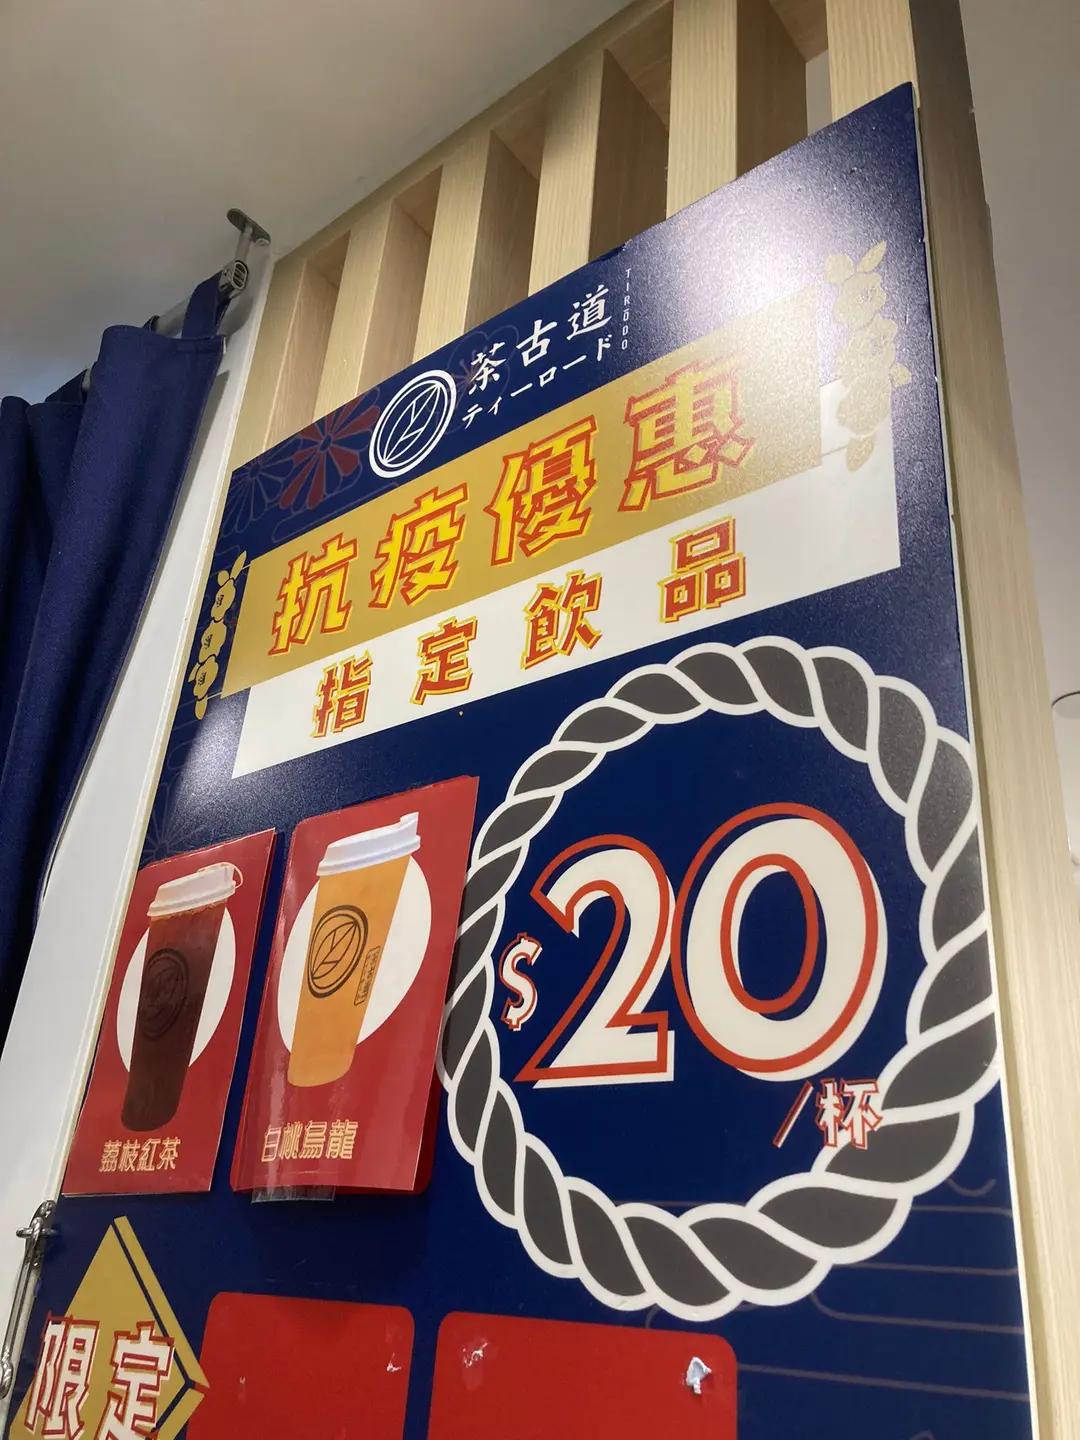 茶古道
TIRODO
ティーロード
抗疫優惠
指定飲品
$20
/杯
荔枝紅茶
白桃烏龍
限定